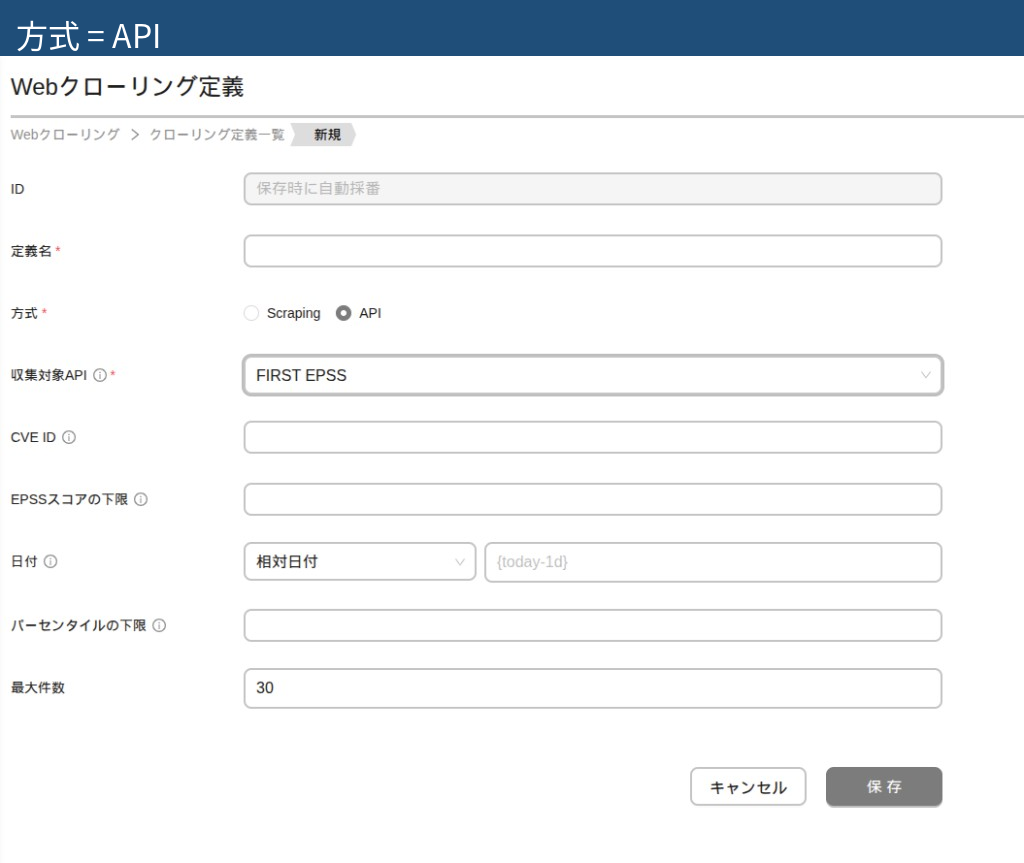 方式 = API
Webクローリング定義
Webクローリング > クローリング定義一覧 新規
ID 保存時に自動採番
定義名 *
方式 * Scraping API
収集対象API ⓘ * FIRST EPSS
CVE ID ⓘ
EPSSスコアの下限 ⓘ
日付 ⓘ 相対日付 {today-1d}
パーセンタイルの下限 ⓘ
最大件数 30
キャンセル 保存